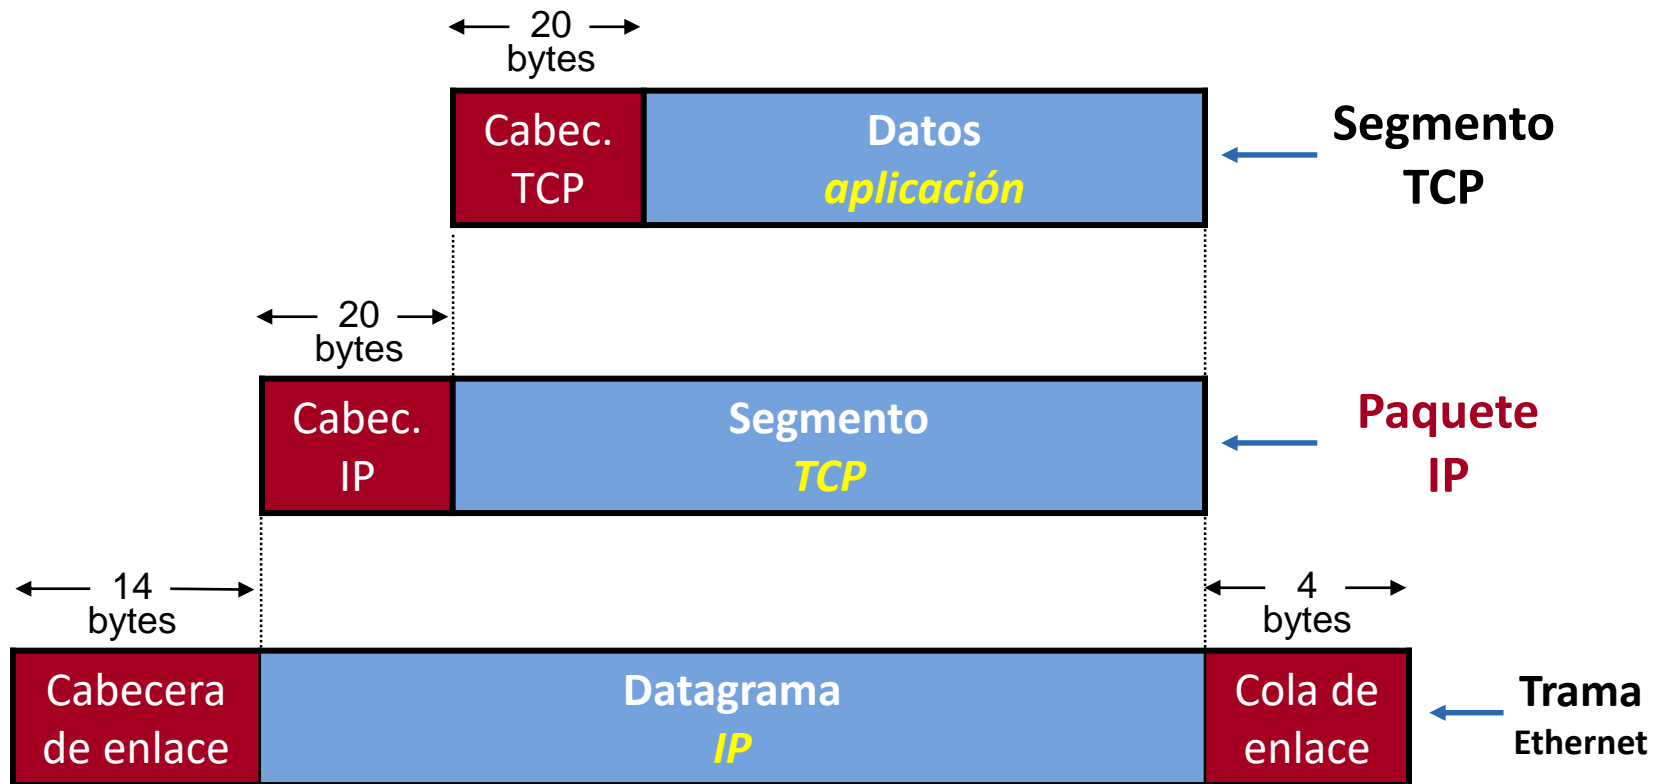 20
bytes
Cabec.
TCP
Datos
aplicación
Segmento
TCP
20
bytes
Cabec.
IP
Segmento
TCP
Paquete
IP
14
bytes
4
bytes
Cabecera
de enlace
Datagrama
IP
Cola de
enlace
Trama
Ethernet